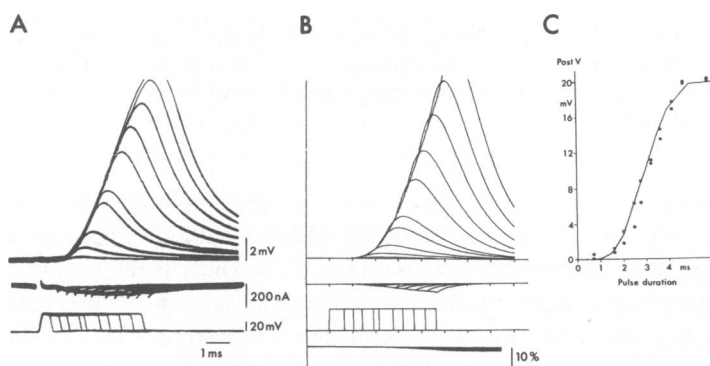 A
B
C
Post V
20
mV
16
12
8
4
0
0
1
2
3
4
ms
Pulse duration
2mV
200nA
20mV
1ms
10%